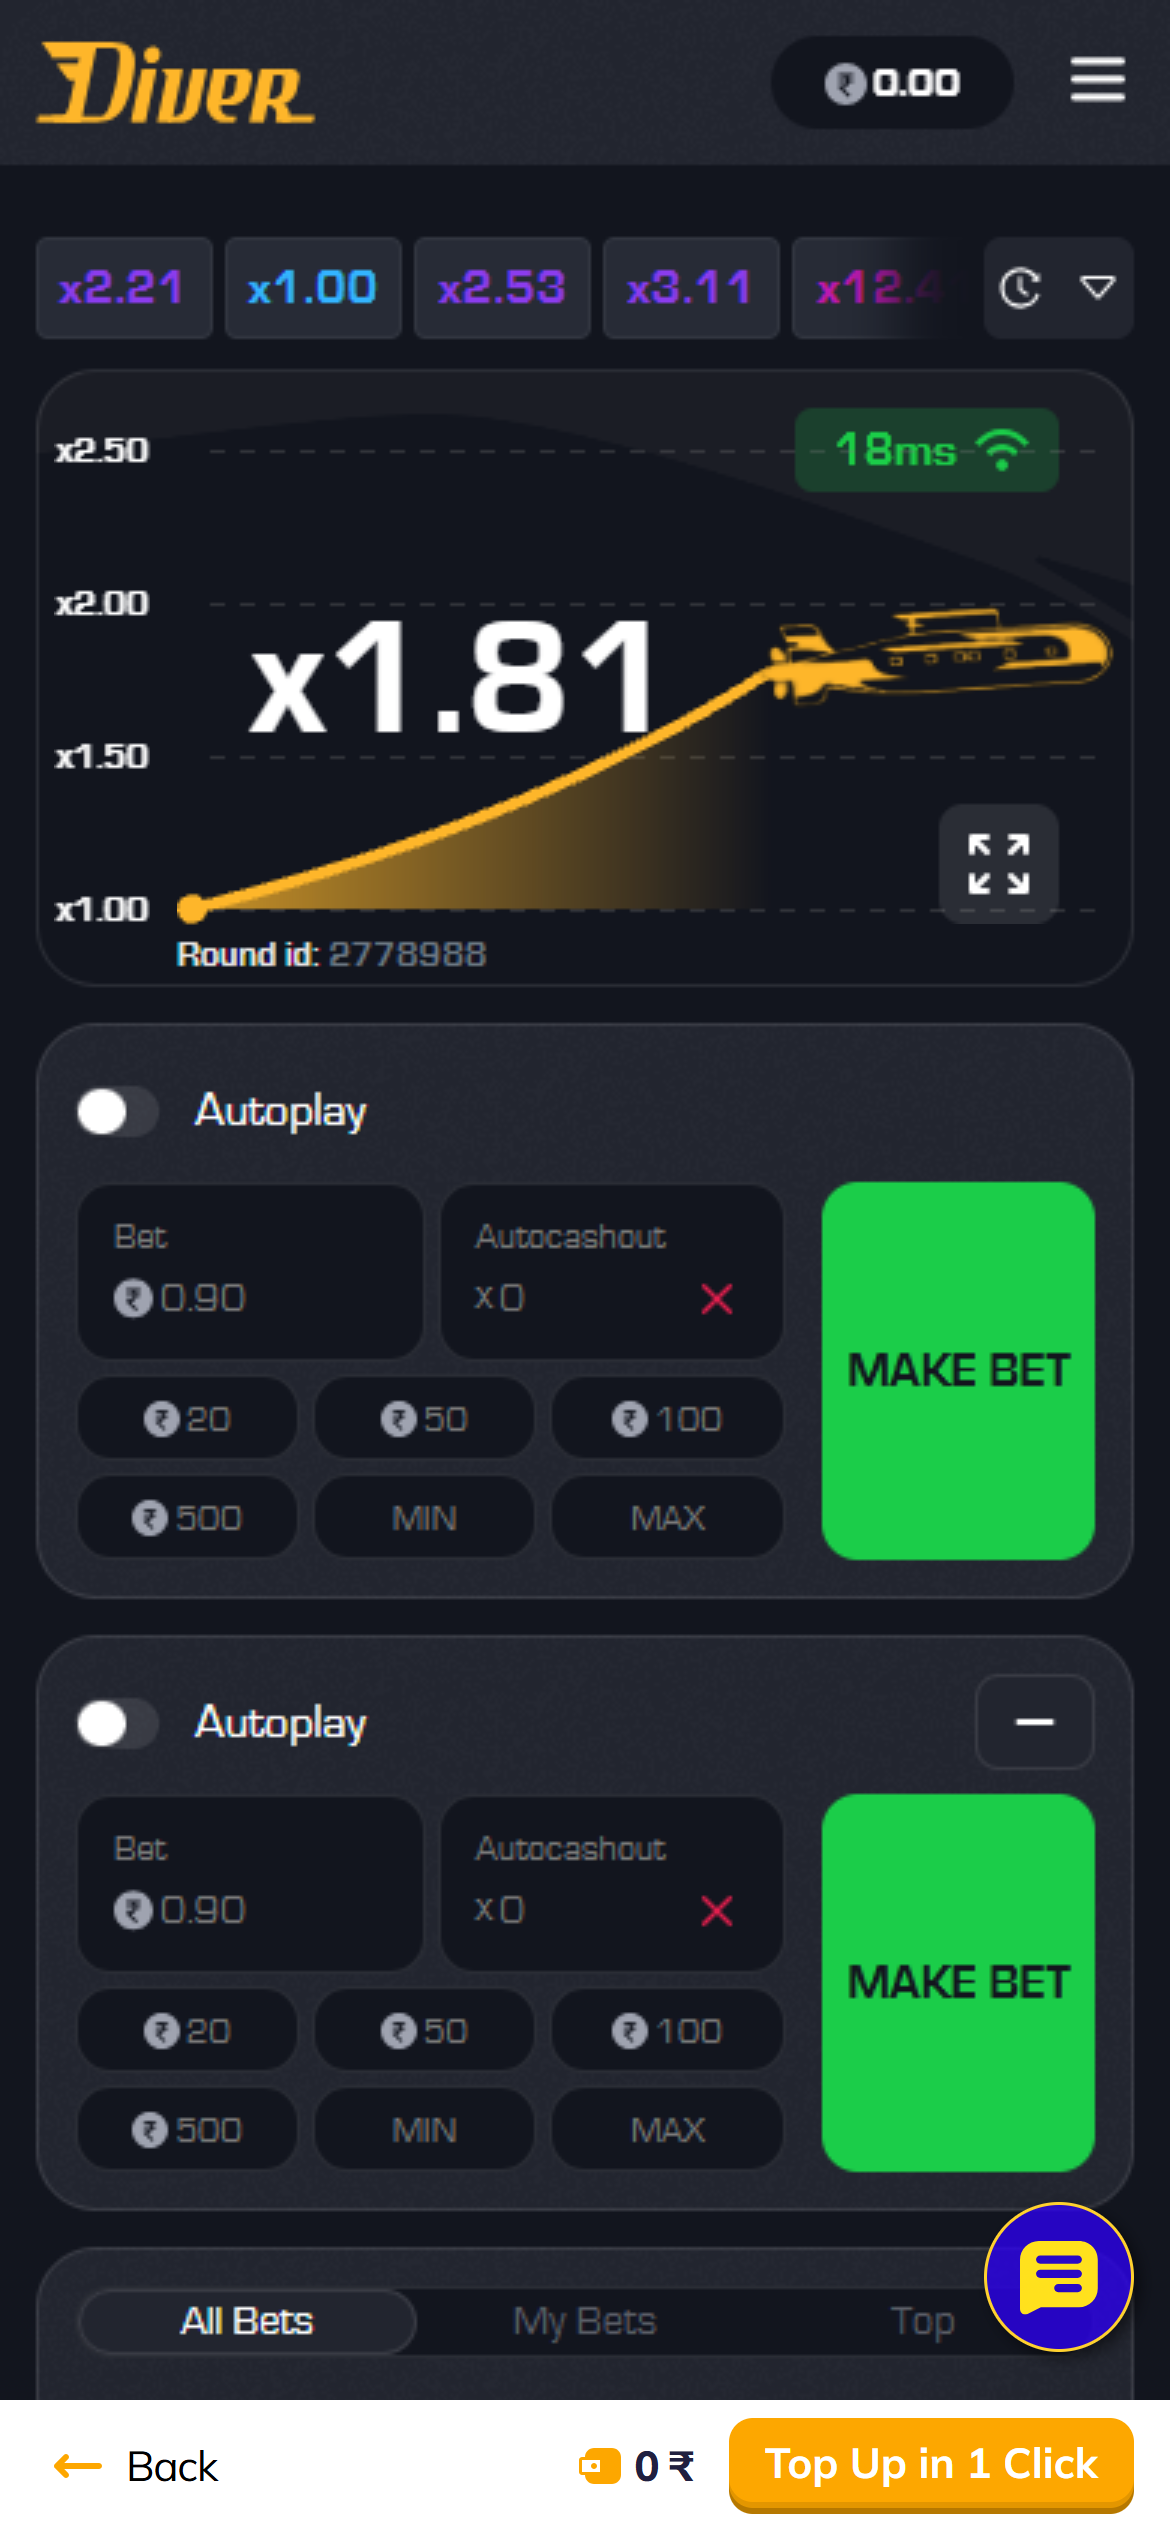 Diver
₹ 0.00
x2.21 x1.00 x2.53 x3.11 x12.4
x2.50
18ms
x2.00
x1.81
x1.50
x1.00
Round id: 2778988
Autoplay
Bet
₹ 0.90
Autocashout
x0
MAKE BET
₹ 20 ₹ 50 ₹ 100
₹ 500 MIN MAX
Autoplay
Bet
₹ 0.90
Autocashout
x0
MAKE BET
₹ 20 ₹ 50 ₹ 100
₹ 500 MIN MAX
All Bets My Bets Top
Back 0 ₹ Top Up in 1 Click